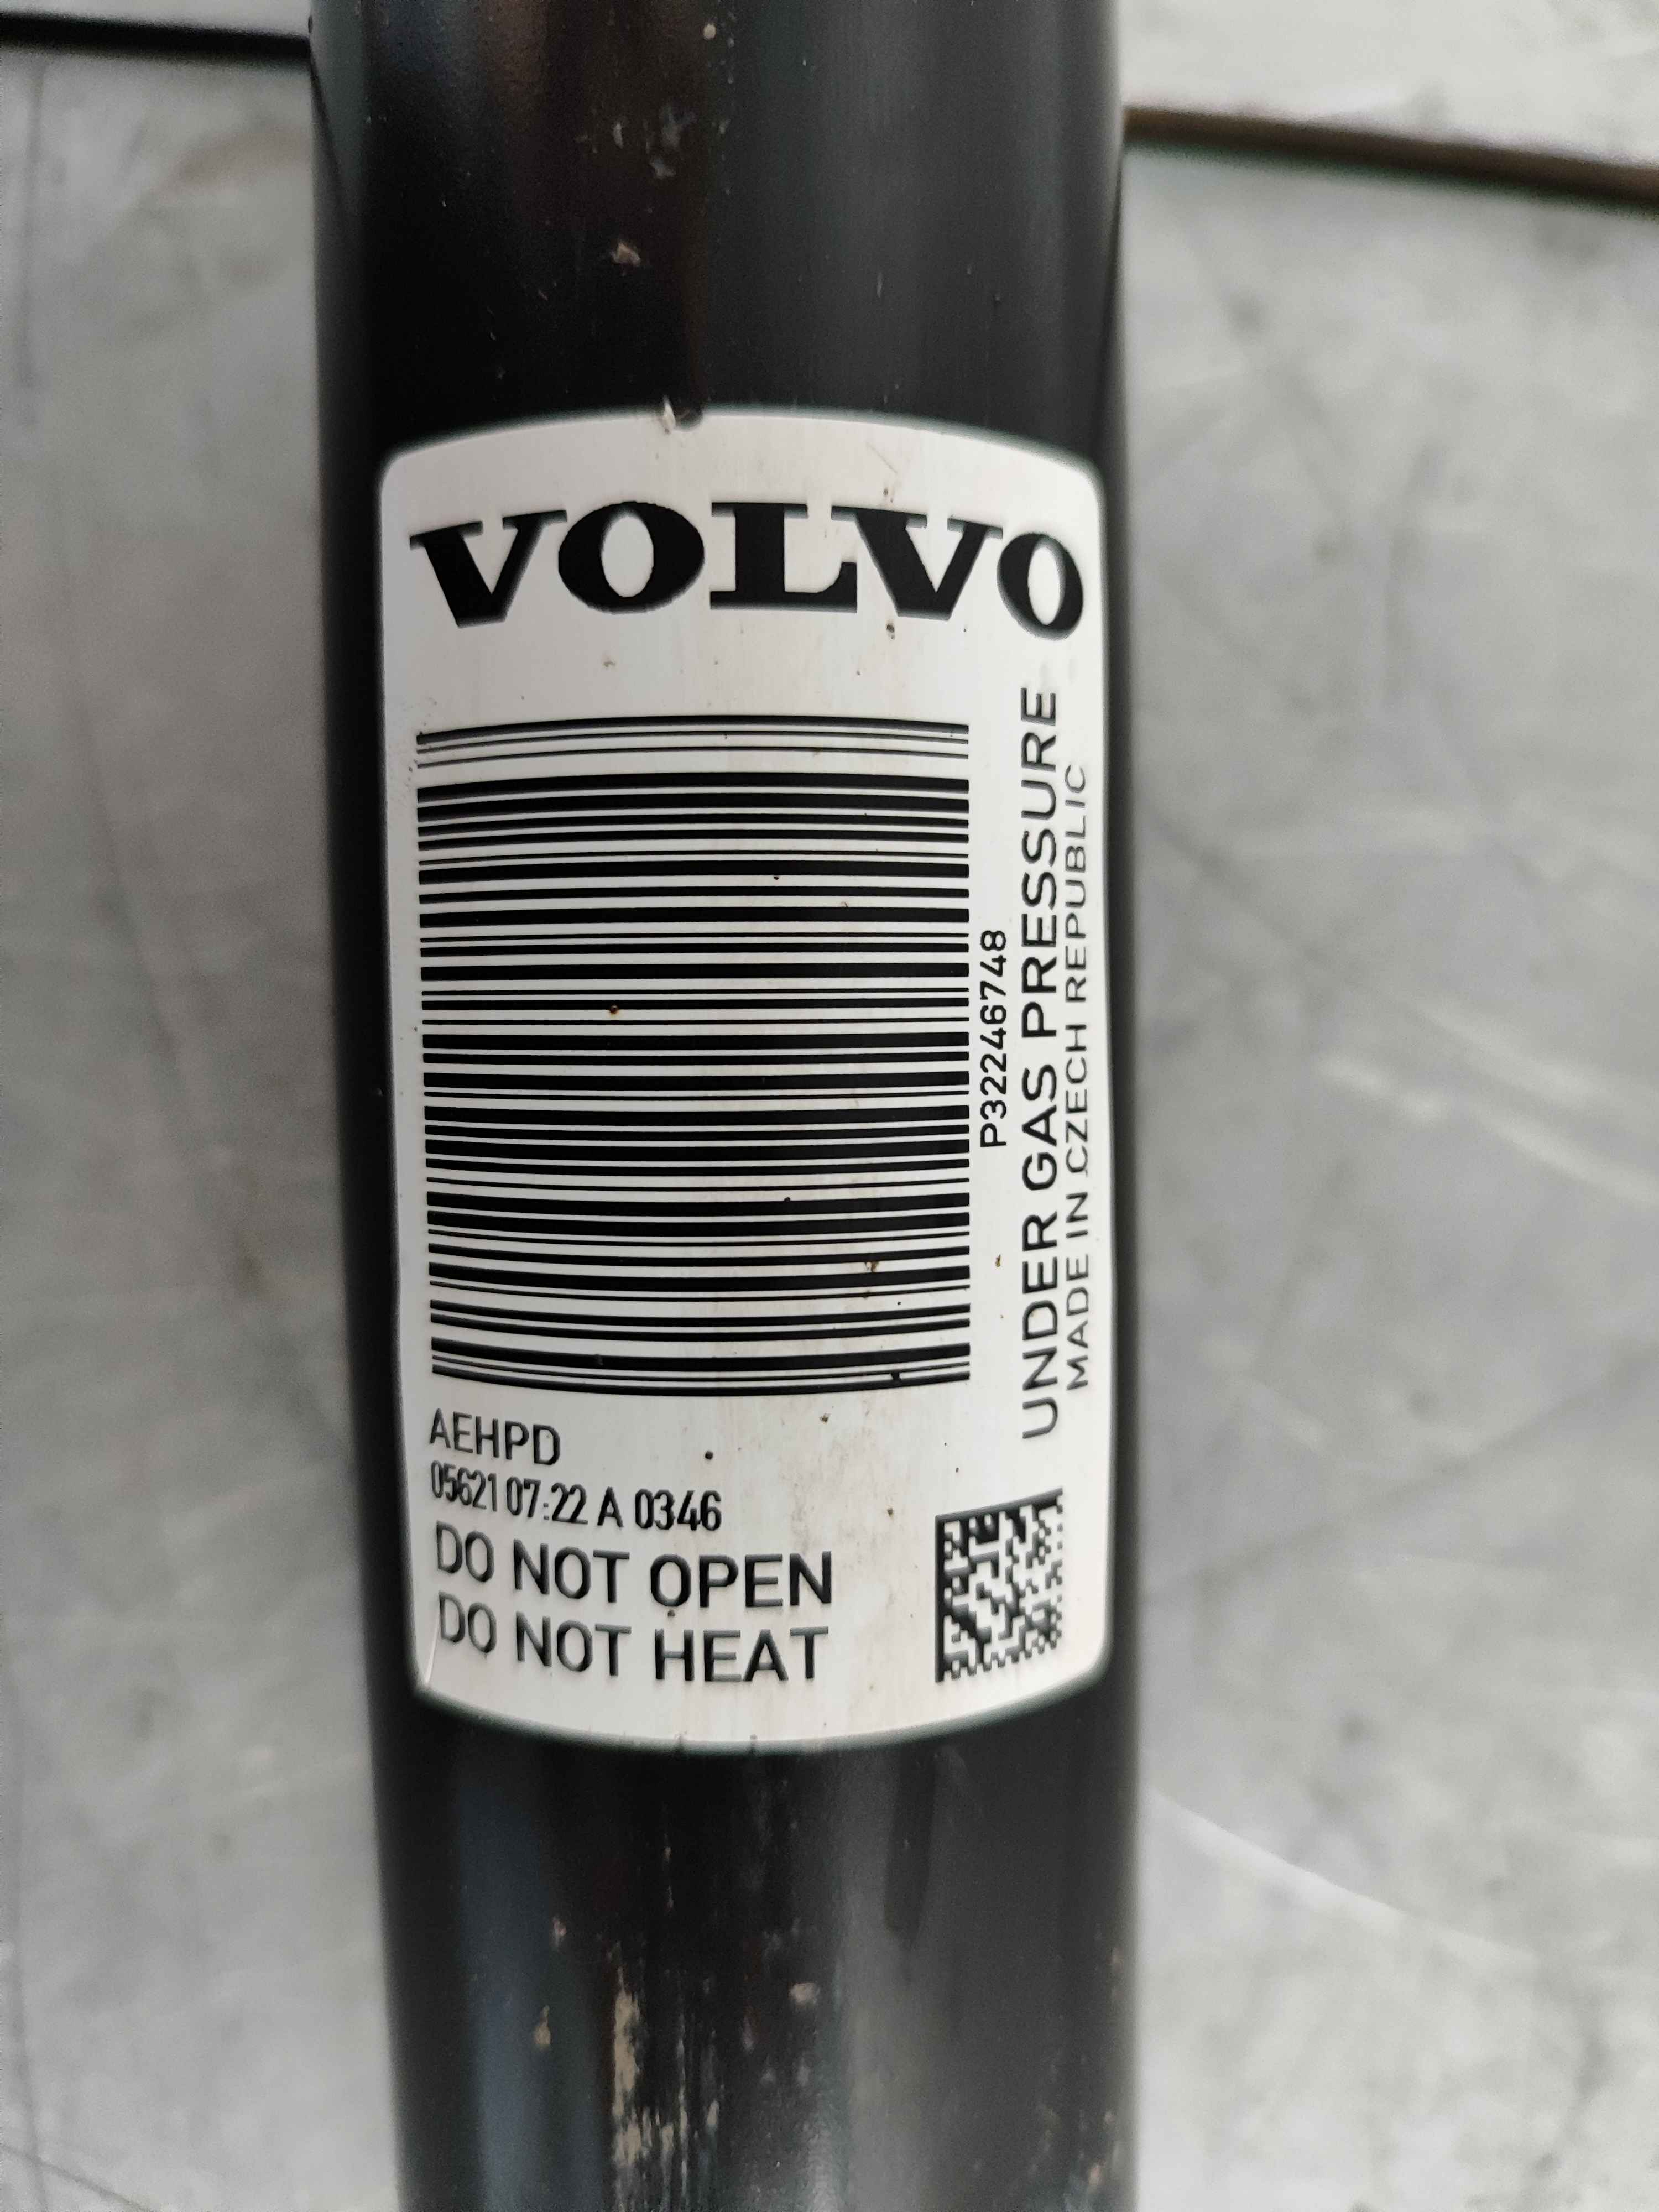 VOLVO
P32246748
UNDER GAS PRESSURE
MADE IN CZECH REPUBLIC
AEHPD
05621 07:22 A 0346
DO NOT OPEN
DO NOT HEAT